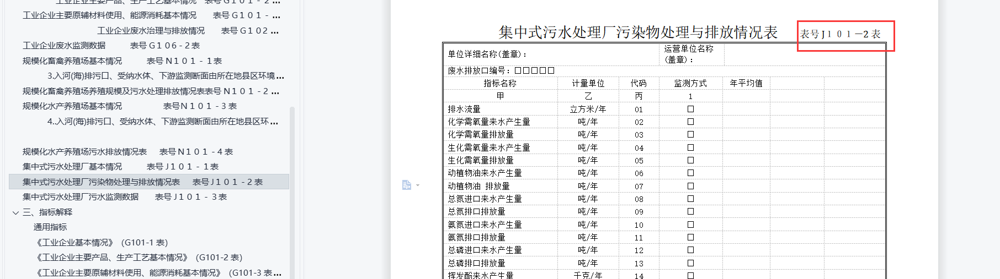 工业企业主要产品、生产工艺基本情况 表号Ｇ１０１－２...
工业企业主要原辅材料使用、能源消耗基本情况 表号Ｇ１０１－...
工业企业废水治理与排放情况 表号Ｇ１０２...
工业企业废水监测数据 表号Ｇ１０６-２表
规模化畜禽养殖场基本情况 表号Ｎ１０１－１表
3.入河(海)排污口、受纳水体、下游监测断面由所在地县区环境...
规模化畜禽养殖场养殖规模及污水处理排放情况表表号Ｎ１０１－２...
规模化水产养殖场基本情况 表号Ｎ１０１－３表
4..入河(海)排污口、受纳水体、下游监测断面由所在地县区环...
规模化水产养殖场污水排放情况表 表号Ｎ１０１－４表
集中式污水处理厂基本情况 表号Ｊ１０１－１表
集中式污水处理厂污染物处理与排放情况表 表号Ｊ１０１－２表
集中式污水处理厂污水监测数据 表号Ｊ１０１－３表
三、指标解释
通用指标
《工业企业基本情况》（G101-1 表）
《工业企业主要产品、生产工艺基本情况》（G101-2 表）
《工业企业主要原辅材料使用、能源消耗基本情况》（G101-3 表...
集中式污水处理厂污染物处理与排放情况表 表号Ｊ１０１－２表
单位详细名称(盖章)： 运营单位名称
(盖章)：
废水排放口编号：□□□□□
指标名称 计量单位 代码 监测方式 年平均值
甲 乙 丙 1
排水流量 立方米/年 01 □
化学需氧量来水产生量 吨/年 02 □
化学需氧量排放量 吨/年 03 □
生化需氧量来水产生量 吨/年 04 □
生化需氧量排放量 吨/年 05 □
动植物油来水产生量 吨/年 06 □
动植物油 排放量 吨/年 07 □
总氮进口来水产生量 吨/年 08 □
总氮排口排放量 吨/年 09 □
氨氮进口来水产生量 吨/年 10 □
氨氮排口排放量 吨/年 11 □
总磷进口来水产生量 吨/年 12 □
总磷排口排放量 吨/年 13 □
挥发酚来水产生量 千克/年 14 □